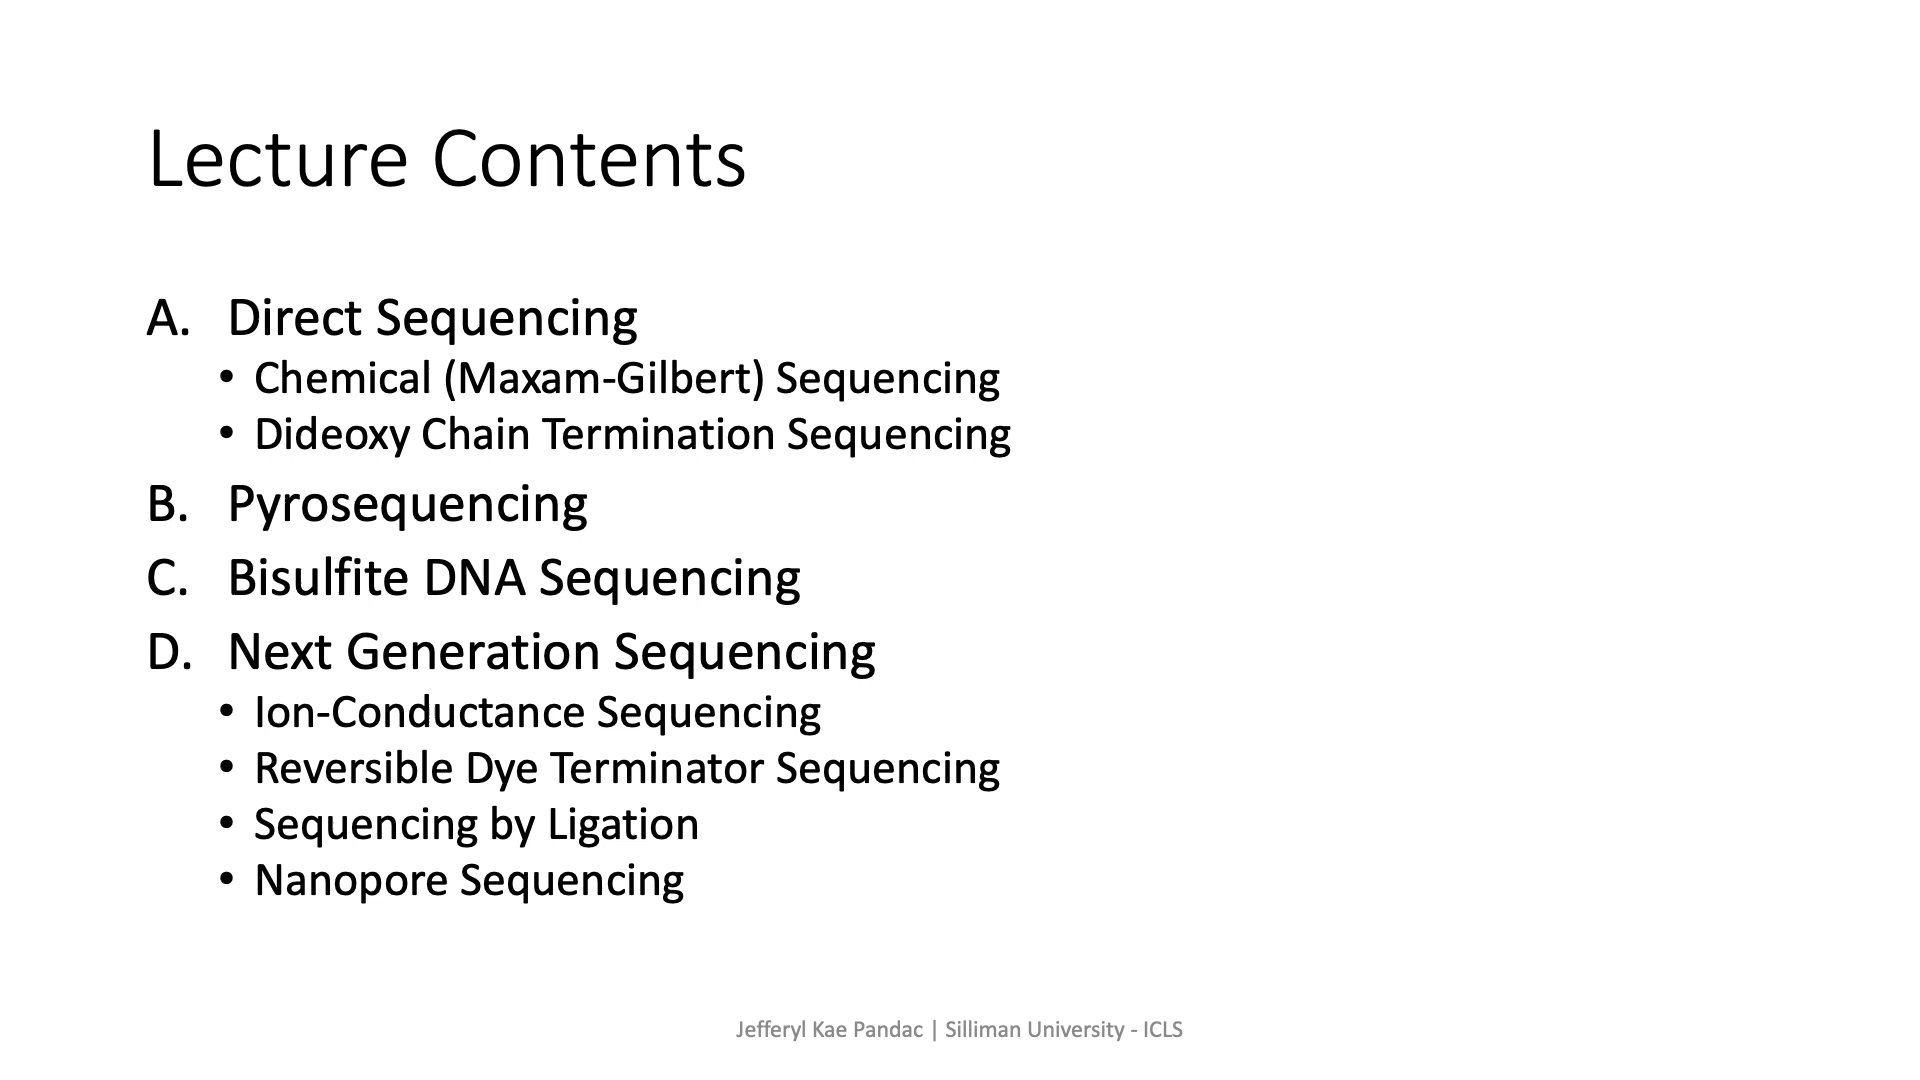 Lecture Contents
A. Direct Sequencing
• Chemical (Maxam-Gilbert) Sequencing
• Dideoxy Chain Termination Sequencing
B. Pyrosequencing
C. Bisulfite DNA Sequencing
D. Next Generation Sequencing
• Ion-Conductance Sequencing
• Reversible Dye Terminator Sequencing
• Sequencing by Ligation
• Nanopore Sequencing
Jefferyl Kae Pandac | Silliman University - ICLS